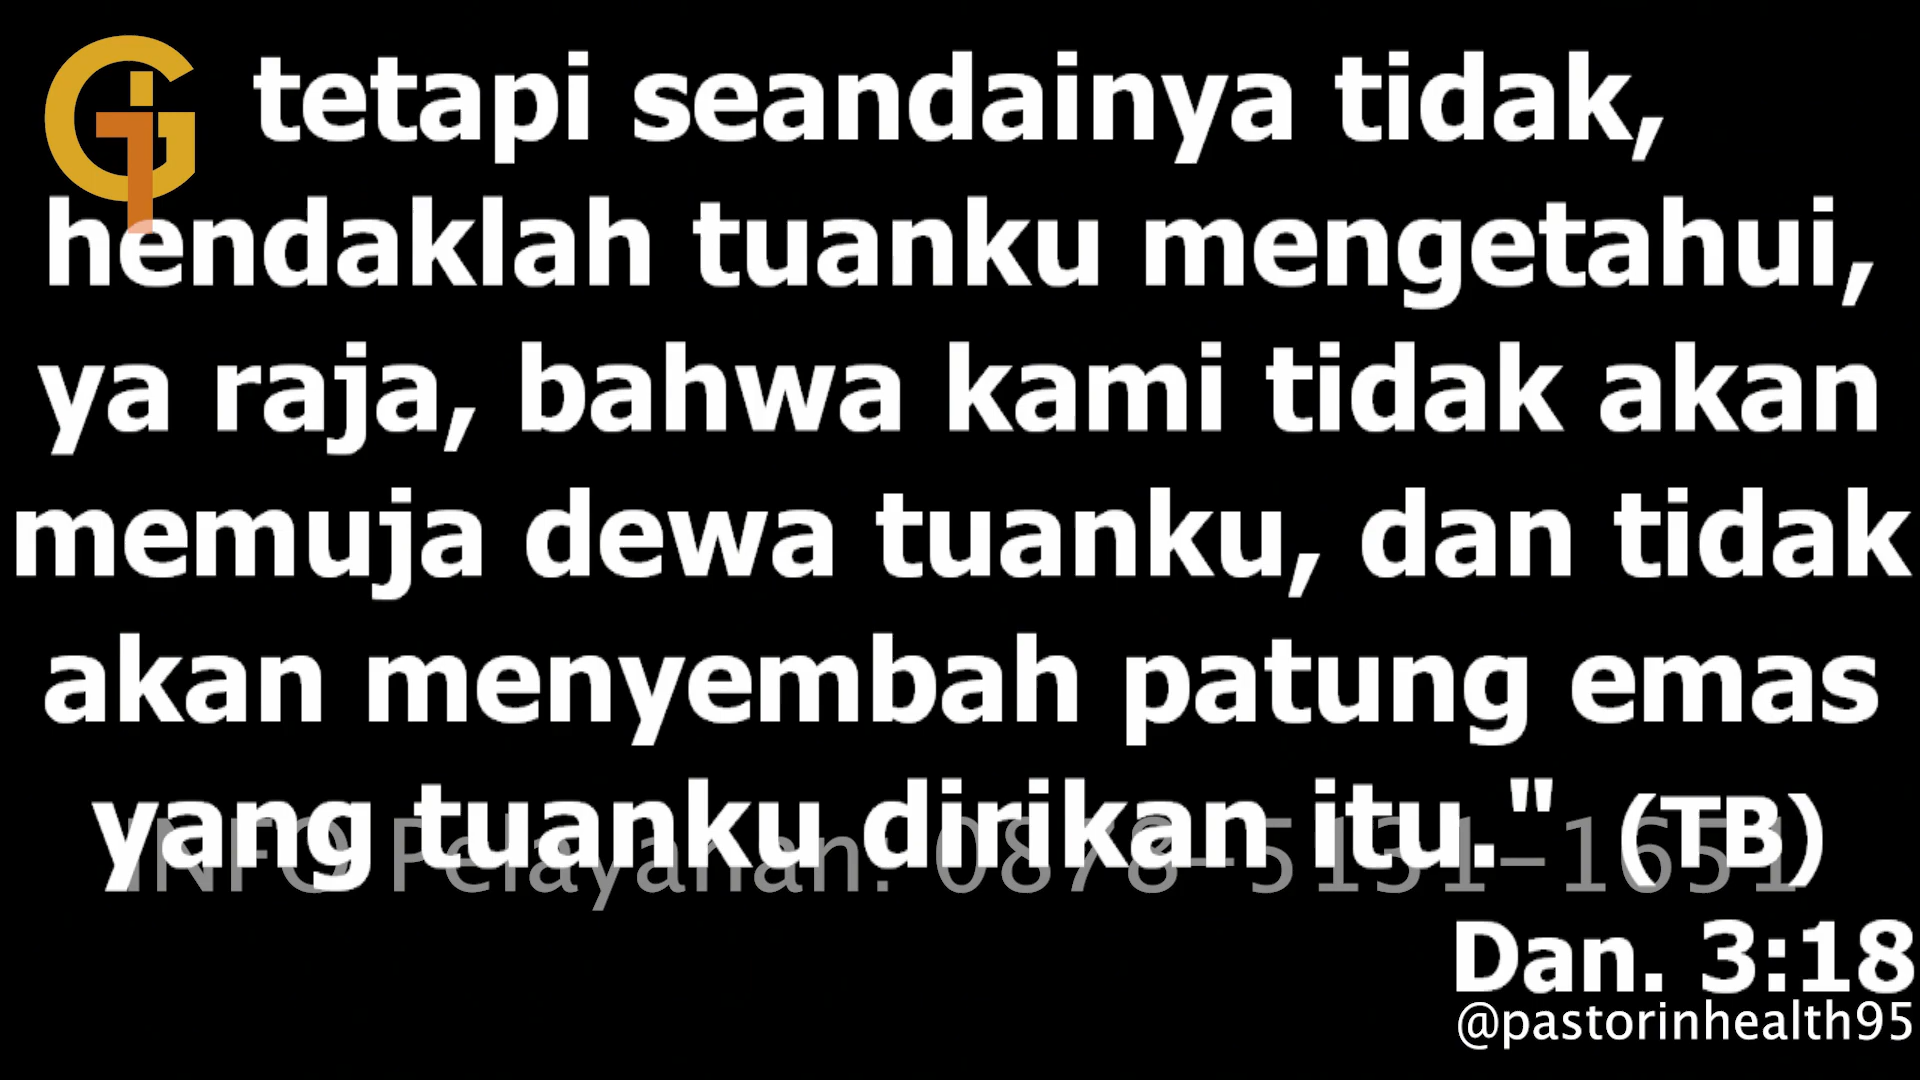 tetapi seandainya tidak,
hendaklah tuanku mengetahui,
ya raja, bahwa kami tidak akan
memuja dewa tuanku, dan tidak
akan menyembah patung emas
yang tuanku dirikan itu." (TB)
INFO Pelayanan: 0878-5131-1651
Dan. 3:18
@pastorinhealth95